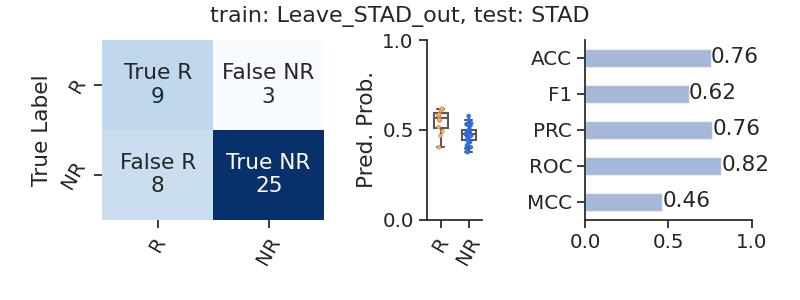 train: Leave_STAD_out, test: STAD
True Label
R
NR
True R
9
False NR
3
False R
8
True NR
25
R
NR
Pred. Prob.
1.0
0.5
0.0
R
NR
ACC
0.76
F1
0.62
PRC
0.76
ROC
0.82
MCC
0.46
0.0
0.5
1.0